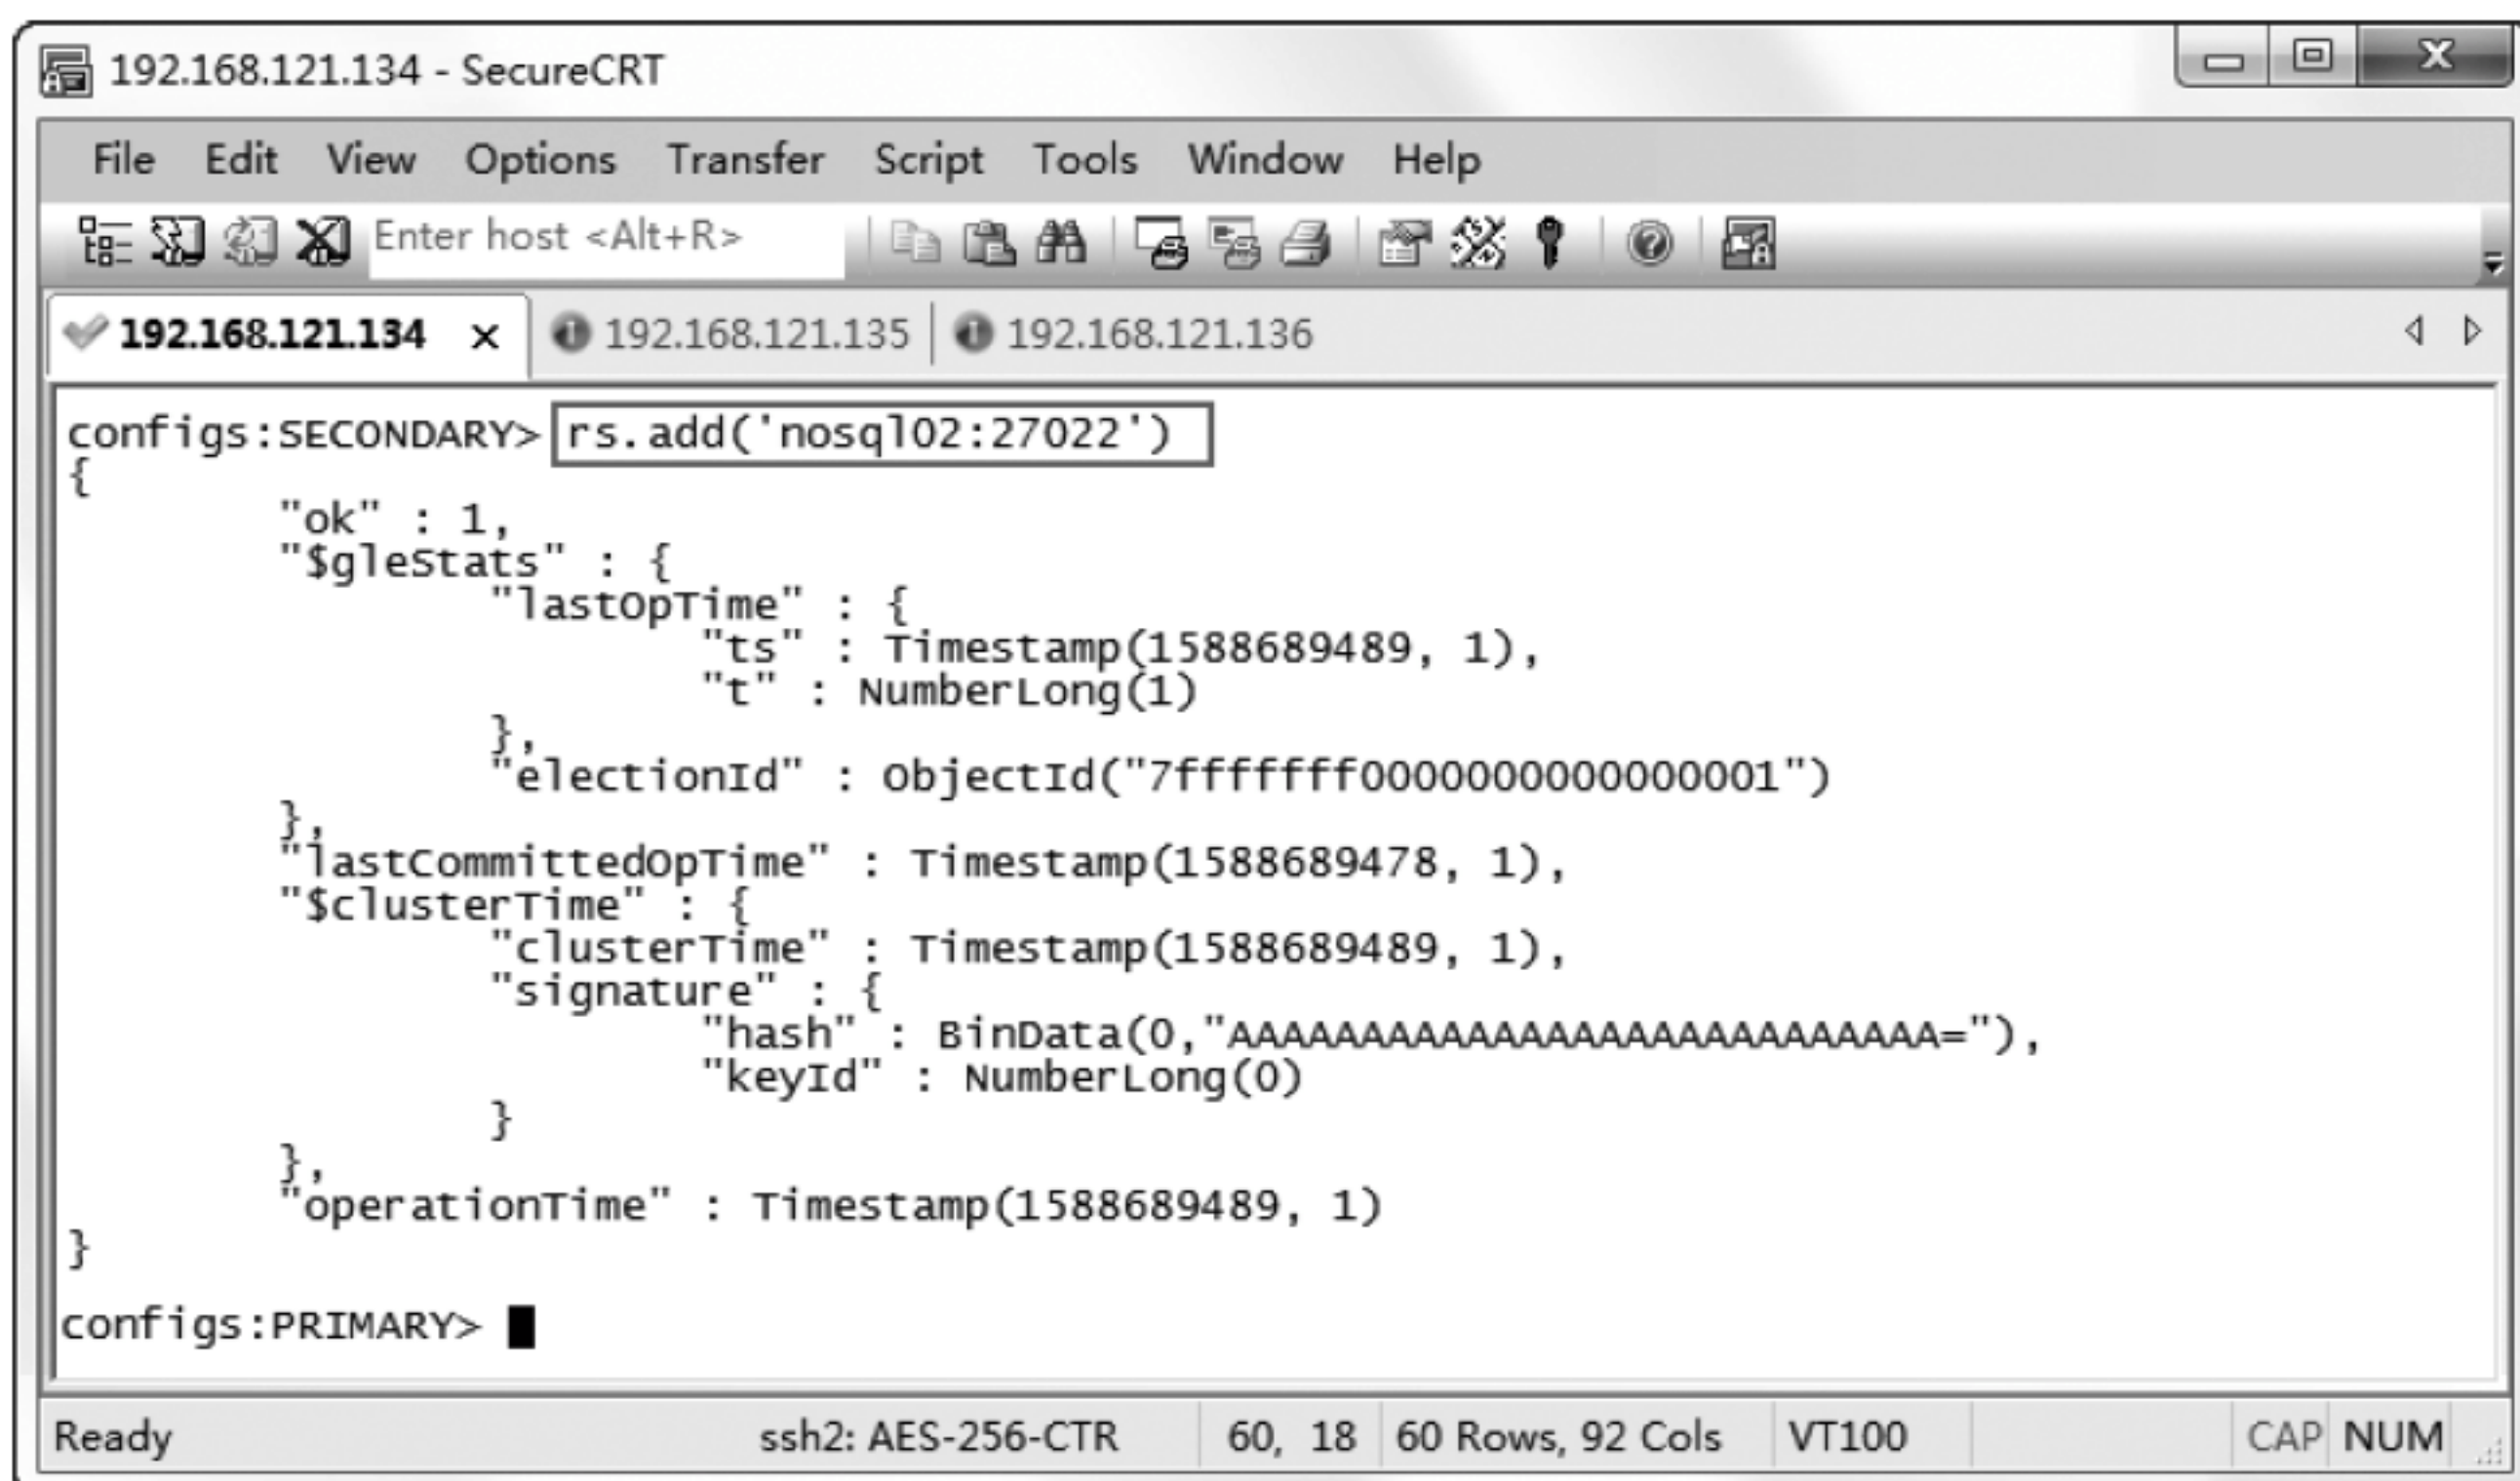 192.168.121.134 - SecureCRT
File Edit View Options Transfer Script Tools Window Help
Enter host <Alt+R>
192.168.121.134 x 192.168.121.135 192.168.121.136
configs:SECONDARY> rs.add('nosql02:27022')
{
"ok" : 1,
"$gleStats" : {
"lastOpTime" : {
"ts" : Timestamp(1588689489, 1),
"t" : NumberLong(1)
},
"electionId" : ObjectId("7fffffff0000000000000001")
},
"lastCommittedOpTime" : Timestamp(1588689478, 1),
"$clusterTime" : {
"clusterTime" : Timestamp(1588689489, 1),
"signature" : {
"hash" : BinData(0,"AAAAAAAAAAAAAAAAAAAAAAAAAAA="),
"keyId" : NumberLong(0)
}
},
"operationTime" : Timestamp(1588689489, 1)
}
configs:PRIMARY>
Ready ssh2: AES-256-CTR 60, 18 60 Rows, 92 Cols VT100 CAP NUM